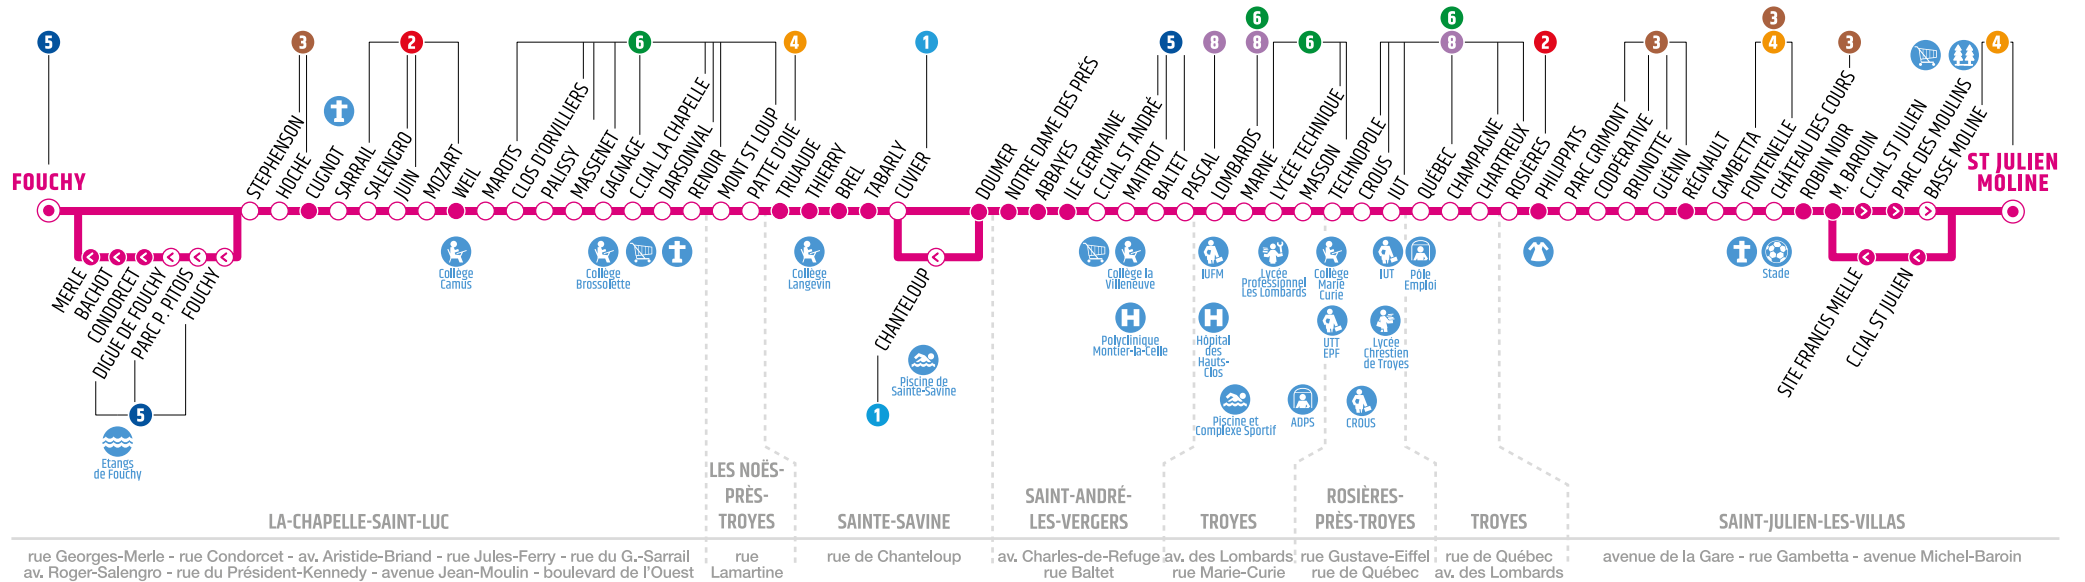 5
3
2
6
4
1
5
8
6
8
6
6
8
2
3
3
4
3
4
FOUCHY
STEPHENSON
HOCHE
CUGNOT
SARRAIL
SALENGRO
JUIN
MOZART
WEIL
MAROTS
CLOS D'ORVILLIERS
PALISSY
MASSENET
GAGNAGE
C.CIAL LA CHAPELLE
DARSONVAL
RENOIR
MONT ST LOUP
PATTE D'OIE
TRUAUDE
THIERRY
BREL
TABARLY
CUVIER
DOUMER
NOTRE DAME DES PRÉS
ABBAYES
ILE GERMAINE
C.CIAL ST ANDRÉ
MAITROT
BALTET
PASCAL
LOMBARDS
MARNE
LYCÉE TECHNIQUE
MASSON
TECHNOPOLE
CROUS
IUT
QUÉBEC
CHAMPAGNE
CHARTREUX
ROSIÈRES
PHILIPPATS
PARC GRIMONT
COOPÉRATIVE
BRUNOTTE
GUÉNIN
RÉGNAULT
GAMBETTA
FONTENELLE
CHÂTEAU DES COURS
ROBIN NOIR
M. BAROIN
C.CIAL ST JULIEN
PARC DES MOULINS
BASSE MOLINE
ST JULIEN
MOLINE
MERLE
BACHOT
CONDORCET
DIGUE DE FOUCHY
PARC P. PITOIS
FOUCHY
5
Etangs
de Fouchy
Collège
Camus
Collège
Brossolette
Collège
Langevin
CHANTELOUP
1
Piscine de
Sainte-Savine
Collège la
Villeneuve
H
Polyclinique
Montier-la-Celle
IUFM
H
Hôpital
des
Hauts-
Clos
Piscine et
Complexe Sportif
Lycée
Professionnel
Les Lombards
ADPS
Collège
Marie
Curie
UTT
EPF
CROUS
IUT
Lycée
Chrestien
de Troyes
Pôle
Emploi
Stade
SITE FRANCIS MIELLE
C.CIAL ST JULIEN
LA-CHAPELLE-SAINT-LUC
LES NOËS-
PRÈS-
TROYES
SAINTE-SAVINE
SAINT-ANDRÉ-
LES-VERGERS
TROYES
ROSIÈRES-
PRÈS-TROYES
TROYES
SAINT-JULIEN-LES-VILLAS
rue Georges-Merle - rue Condorcet - av. Aristide-Briand - rue Jules-Ferry - rue du G.-Sarrail
av. Roger-Salengro - rue du Président-Kennedy - avenue Jean-Moulin - boulevard de l'Ouest
rue
Lamartine
rue de Chanteloup
av. Charles-de-Refuge
rue Baltet
av. des Lombards
rue Marie-Curie
rue Gustave-Eiffel
rue de Québec
rue de Québec
av. des Lombards
avenue de la Gare - rue Gambetta - avenue Michel-Baroin